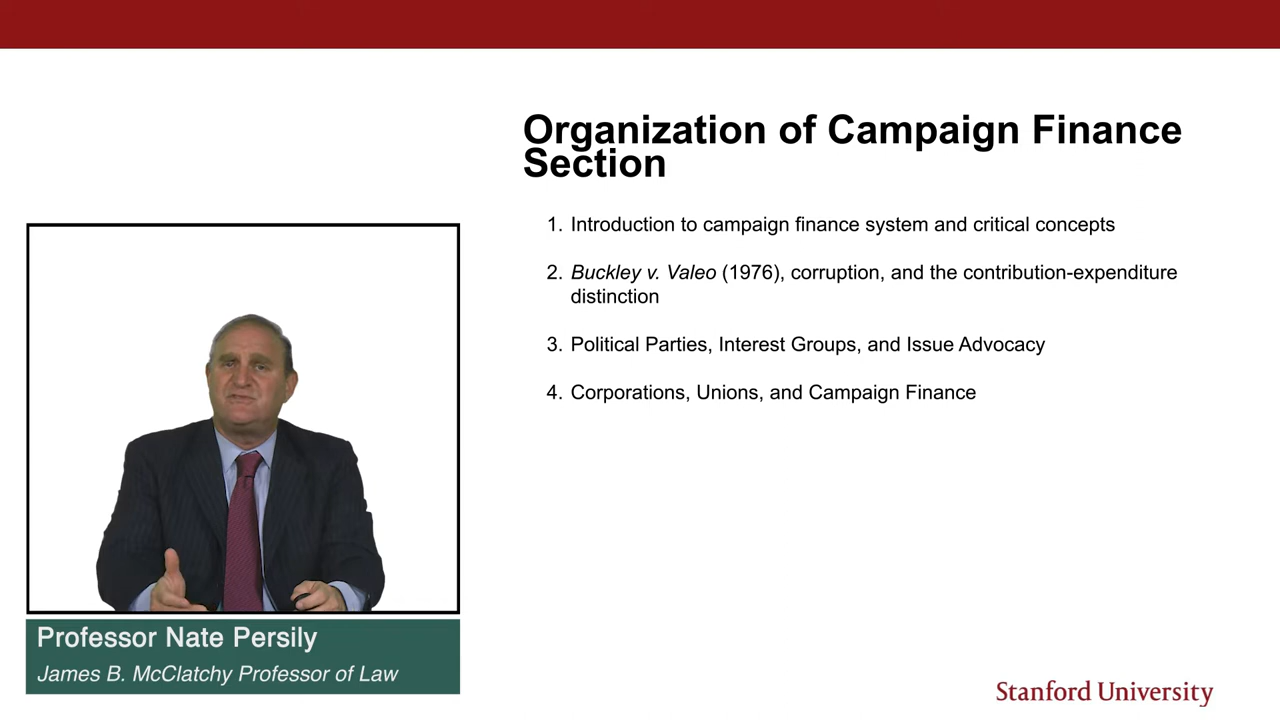 Organization of Campaign Finance
Section
1. Introduction to campaign finance system and critical concepts
2. Buckley v. Valeo (1976), corruption, and the contribution-expenditure
distinction
3. Political Parties, Interest Groups, and Issue Advocacy
4. Corporations, Unions, and Campaign Finance
Professor Nate Persily
James B. McClatchy Professor of Law
Stanford University